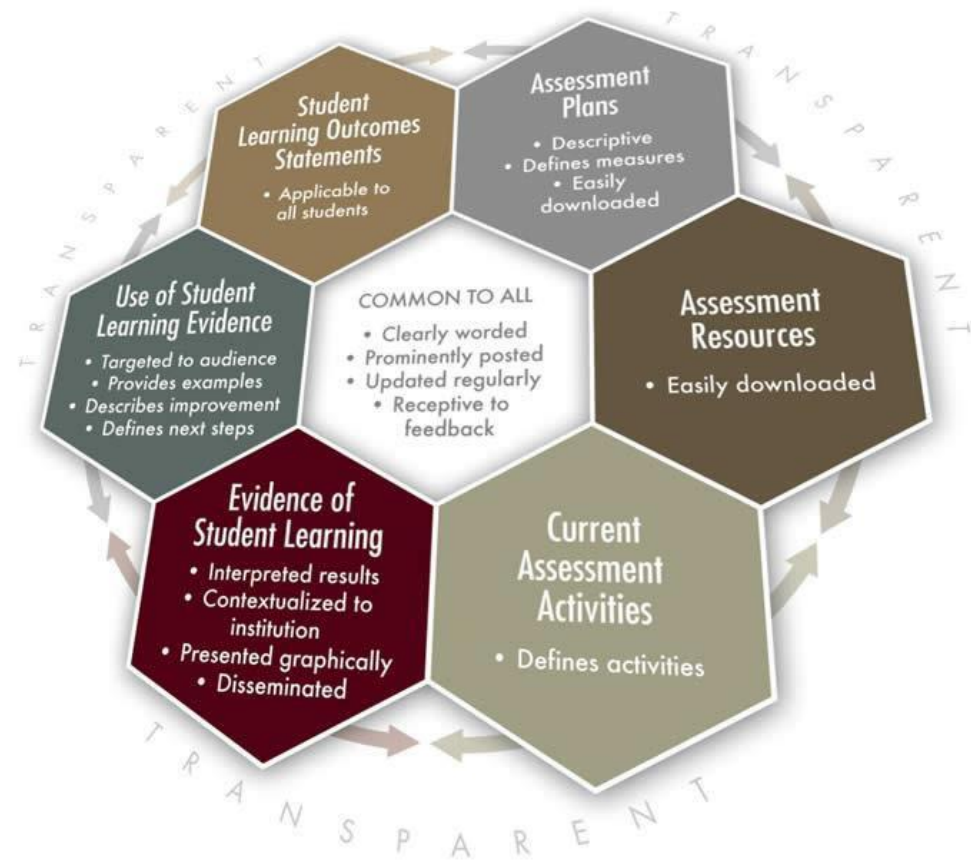 TRANSPARENT
TRANSPARENT
Student
Learning Outcomes
Statements
• Applicable to
all students
Assessment
Plans
• Descriptive
• Defines measures
• Easily
downloaded
Use of Student
Learning Evidence
• Targeted to audience
• Provides examples
• Describes improvement
• Defines next steps
COMMON TO ALL
• Clearly worded
• Prominently posted
• Updated regularly
• Receptive to
feedback
Assessment
Resources
• Easily downloaded
Evidence of
Student Learning
• Interpreted results
• Contextualized to
institution
• Presented graphically
• Disseminated
Current
Assessment
Activities
• Defines activities
TRANSPARENT